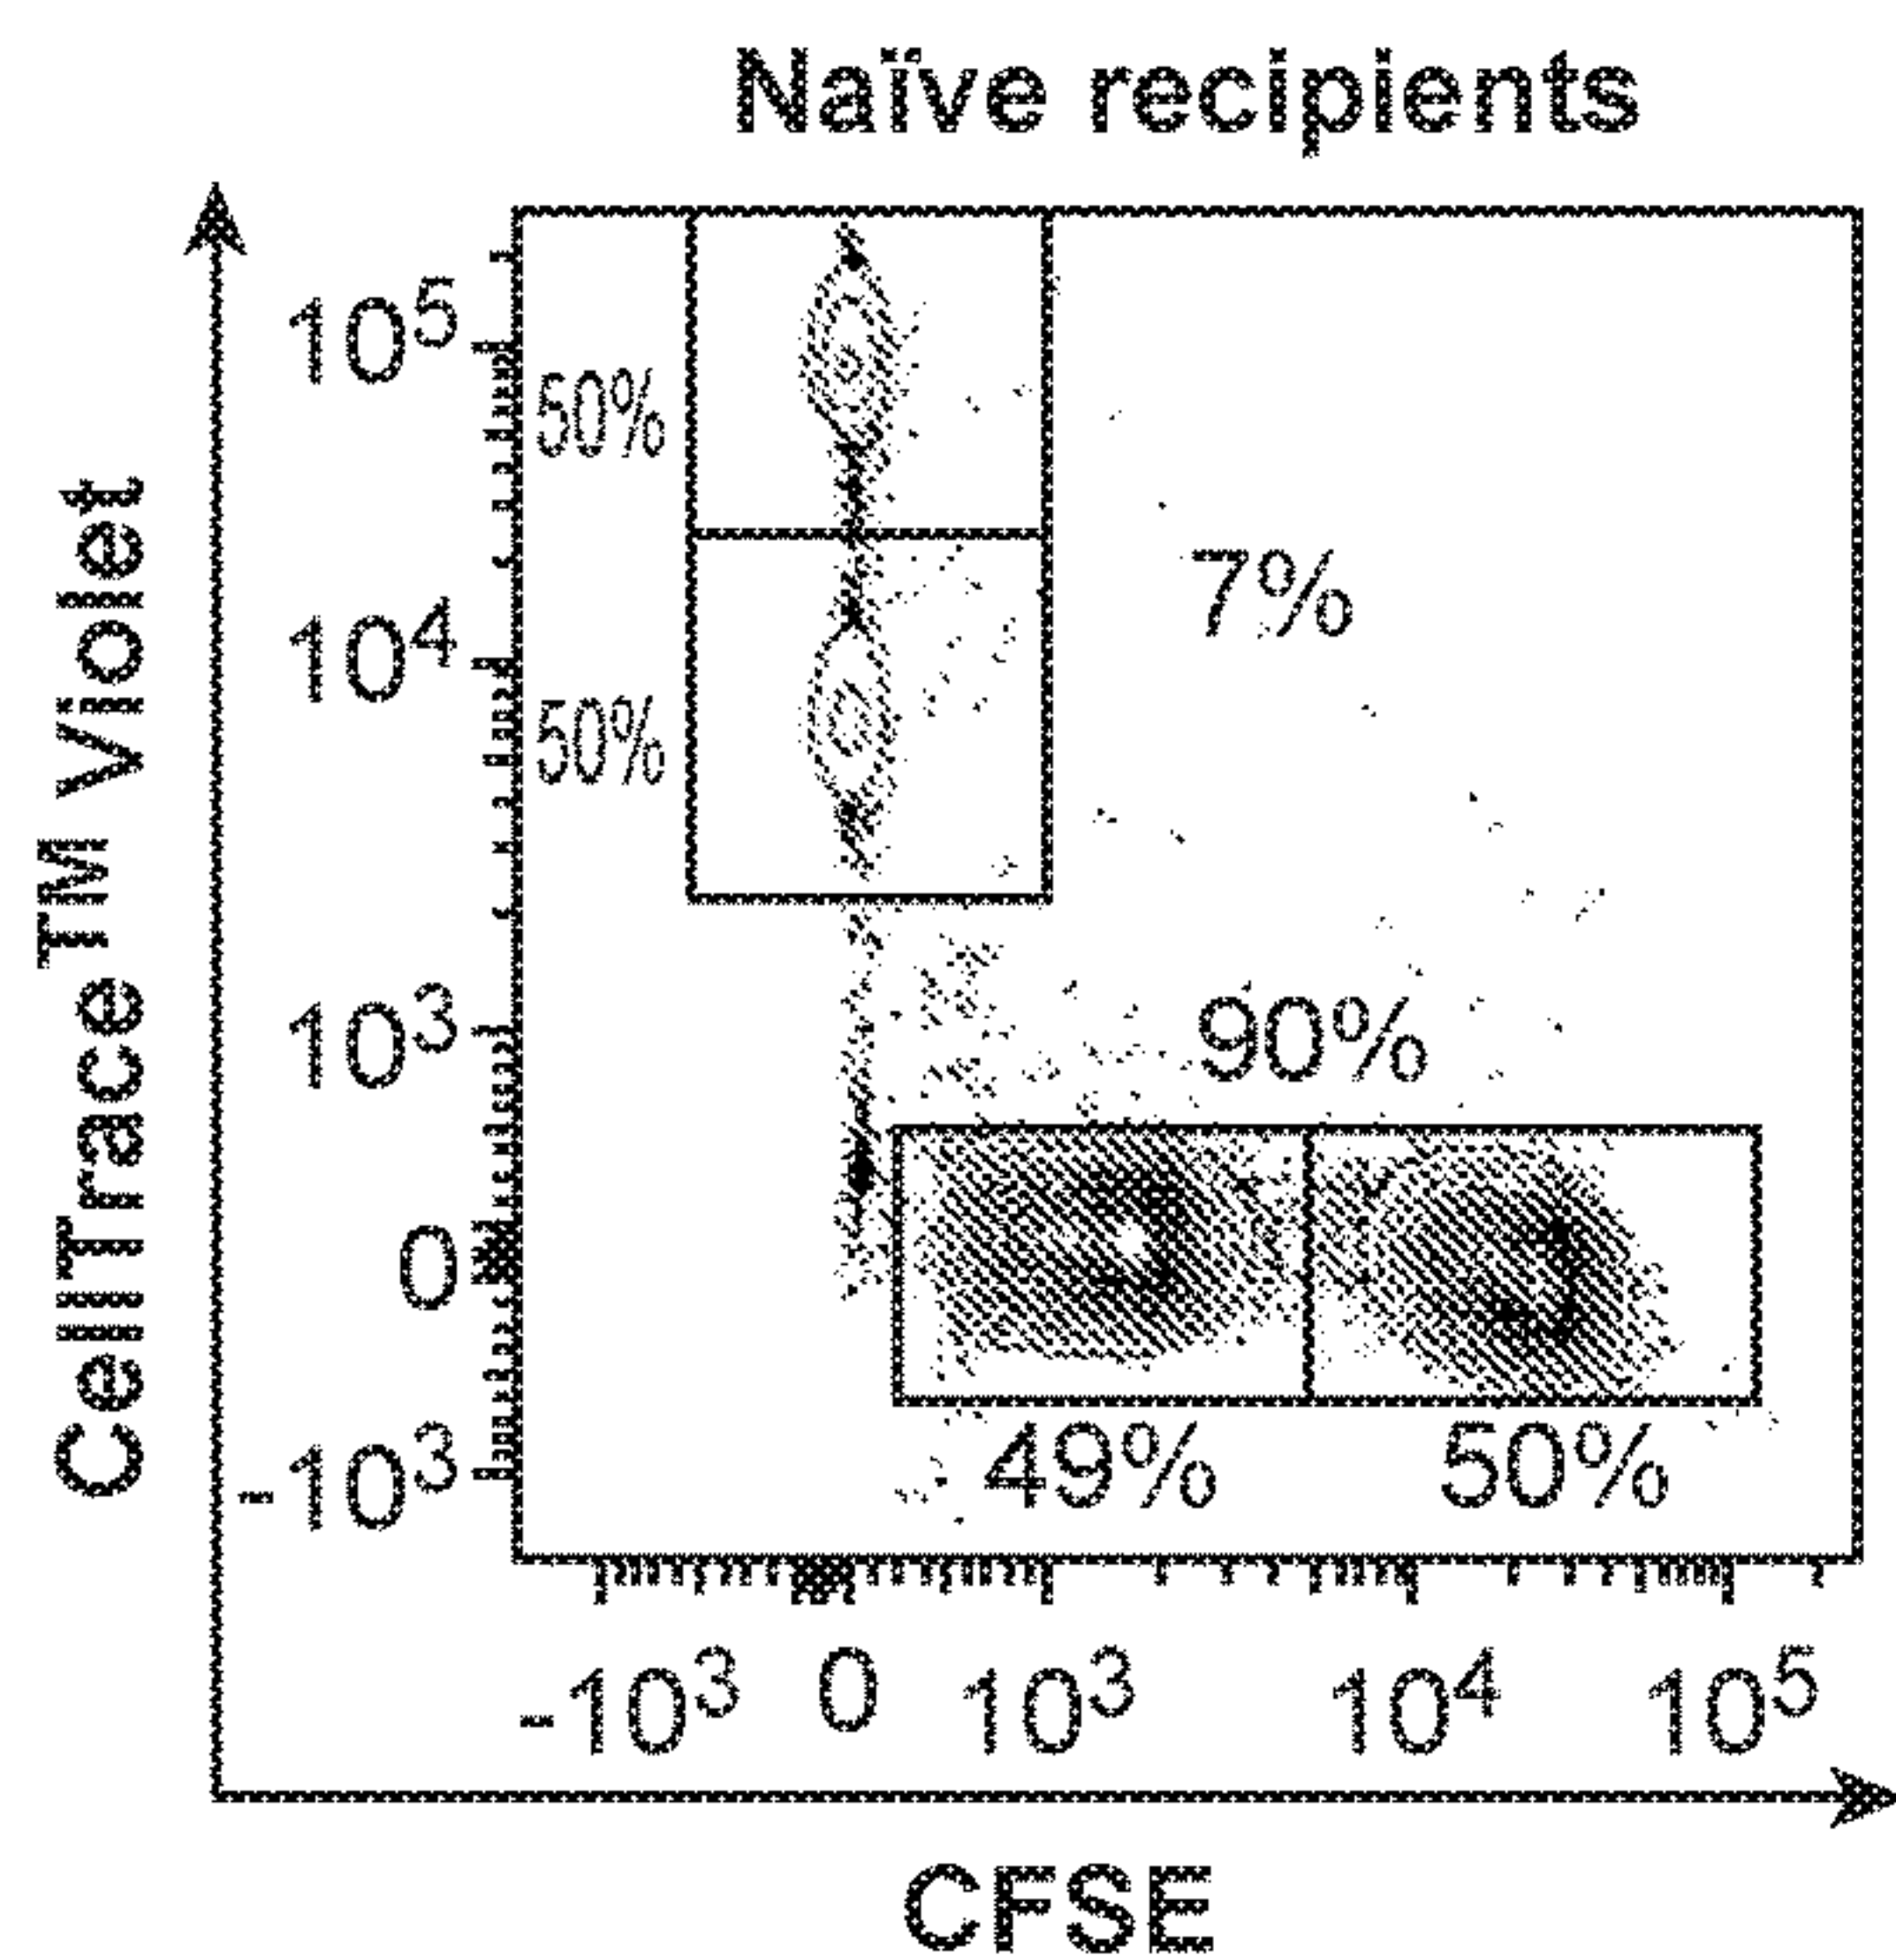 Naïve recipients
CellTrace™ Violet
10⁵
50%
7%
10⁴
50%
10³
90%
0
-10³
49%
50%
-10³ 0 10³ 10⁴ 10⁵
CFSE